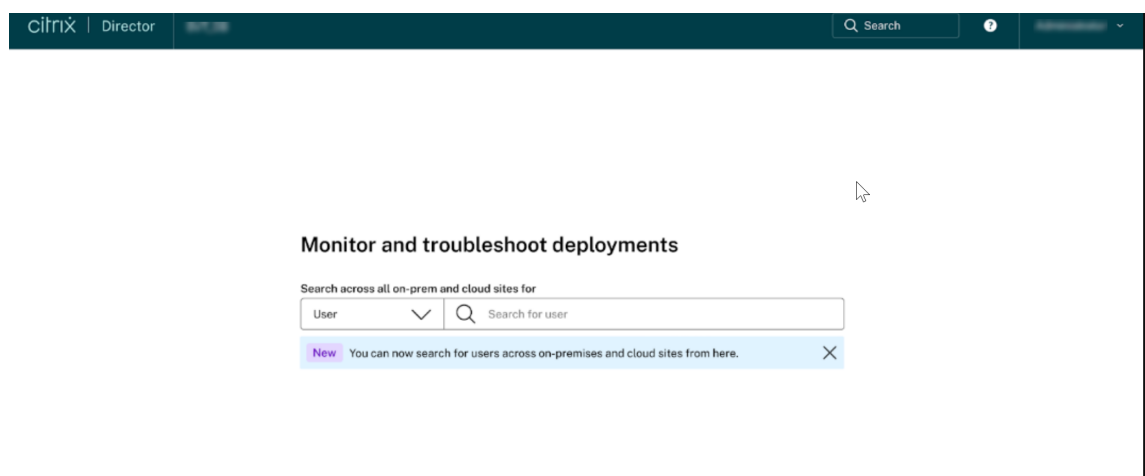 citrix | Director
Search
?
Monitor and troubleshoot deployments
Search across all on-prem and cloud sites for
User
Search for user
New You can now search for users across on-premises and cloud sites from here.